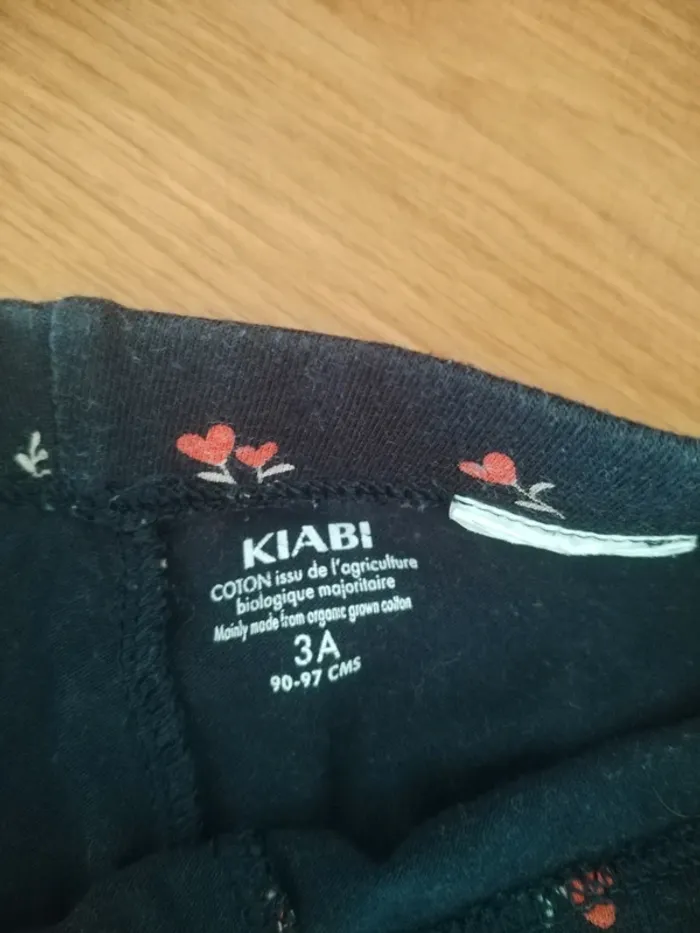 KIABI
COTON issu de l'agriculture
biologique majoritaire
Mainly made from organic grown cotton
3A
90-97 CMS